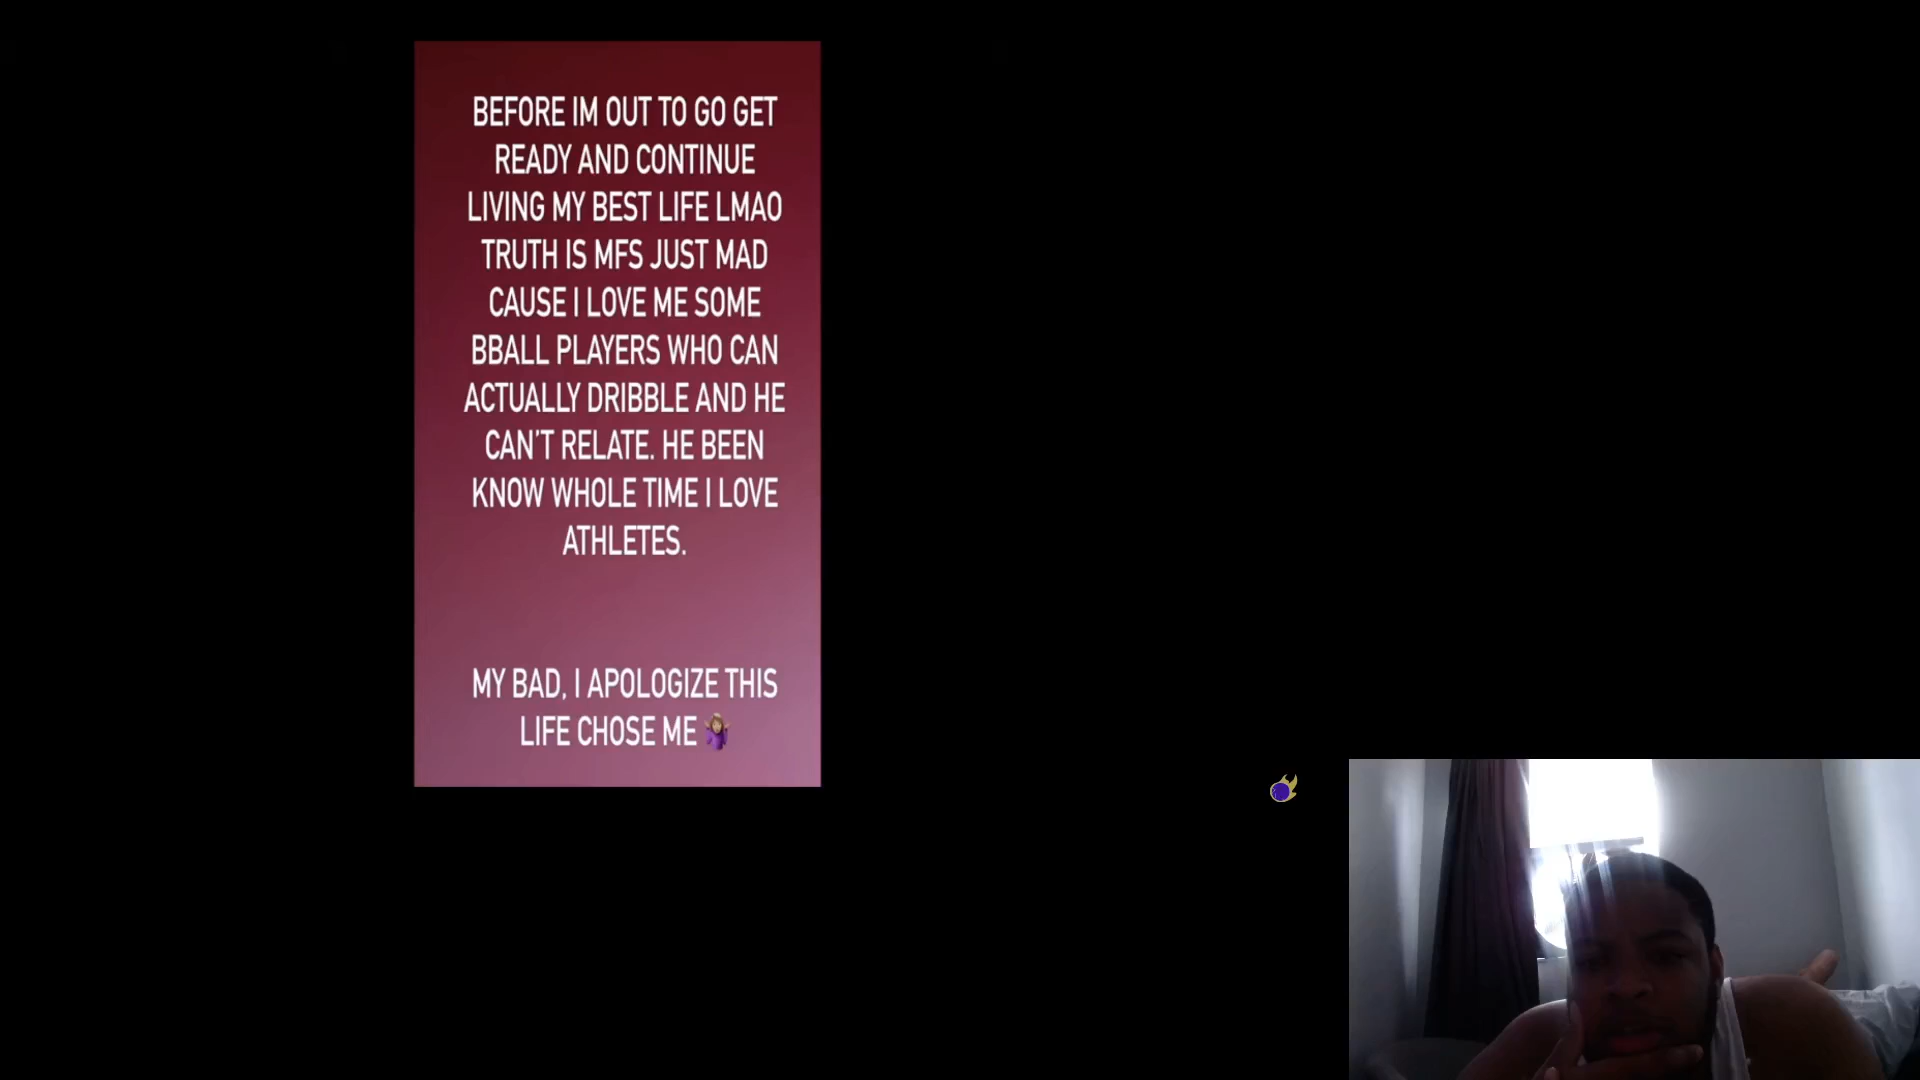 BEFORE IM OUT TO GO GET
READY AND CONTINUE
LIVING MY BEST LIFE LMAO
TRUTH IS MFS JUST MAD
CAUSE I LOVE ME SOME
BBALL PLAYERS WHO CAN
ACTUALLY DRIBBLE AND HE
CAN'T RELATE. HE BEEN
KNOW WHOLE TIME I LOVE
ATHLETES.
MY BAD, I APOLOGIZE THIS
LIFE CHOSE ME 🤷🏽‍♀️